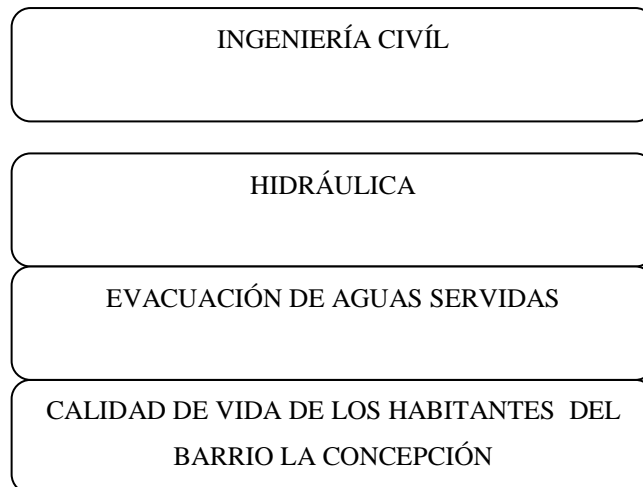 INGENIERÍA CIVÍL
HIDRÁULICA
EVACUACIÓN DE AGUAS SERVIDAS
CALIDAD DE VIDA DE LOS HABITANTES DEL
BARRIO LA CONCEPCIÓN